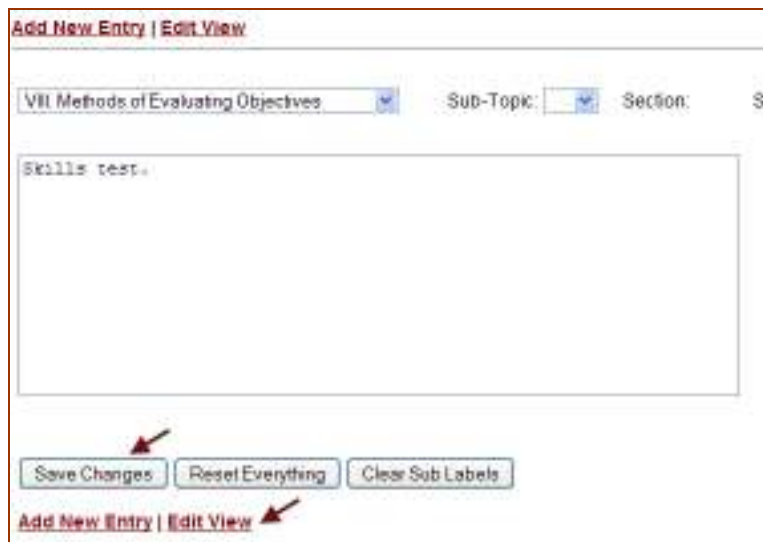 Add New Entry | Edit View
VIII. Methods of Evaluating Objectives Sub-Topic: Section: S
Skills test.
Save Changes Reset Everything Clear Sub Labels
Add New Entry | Edit View